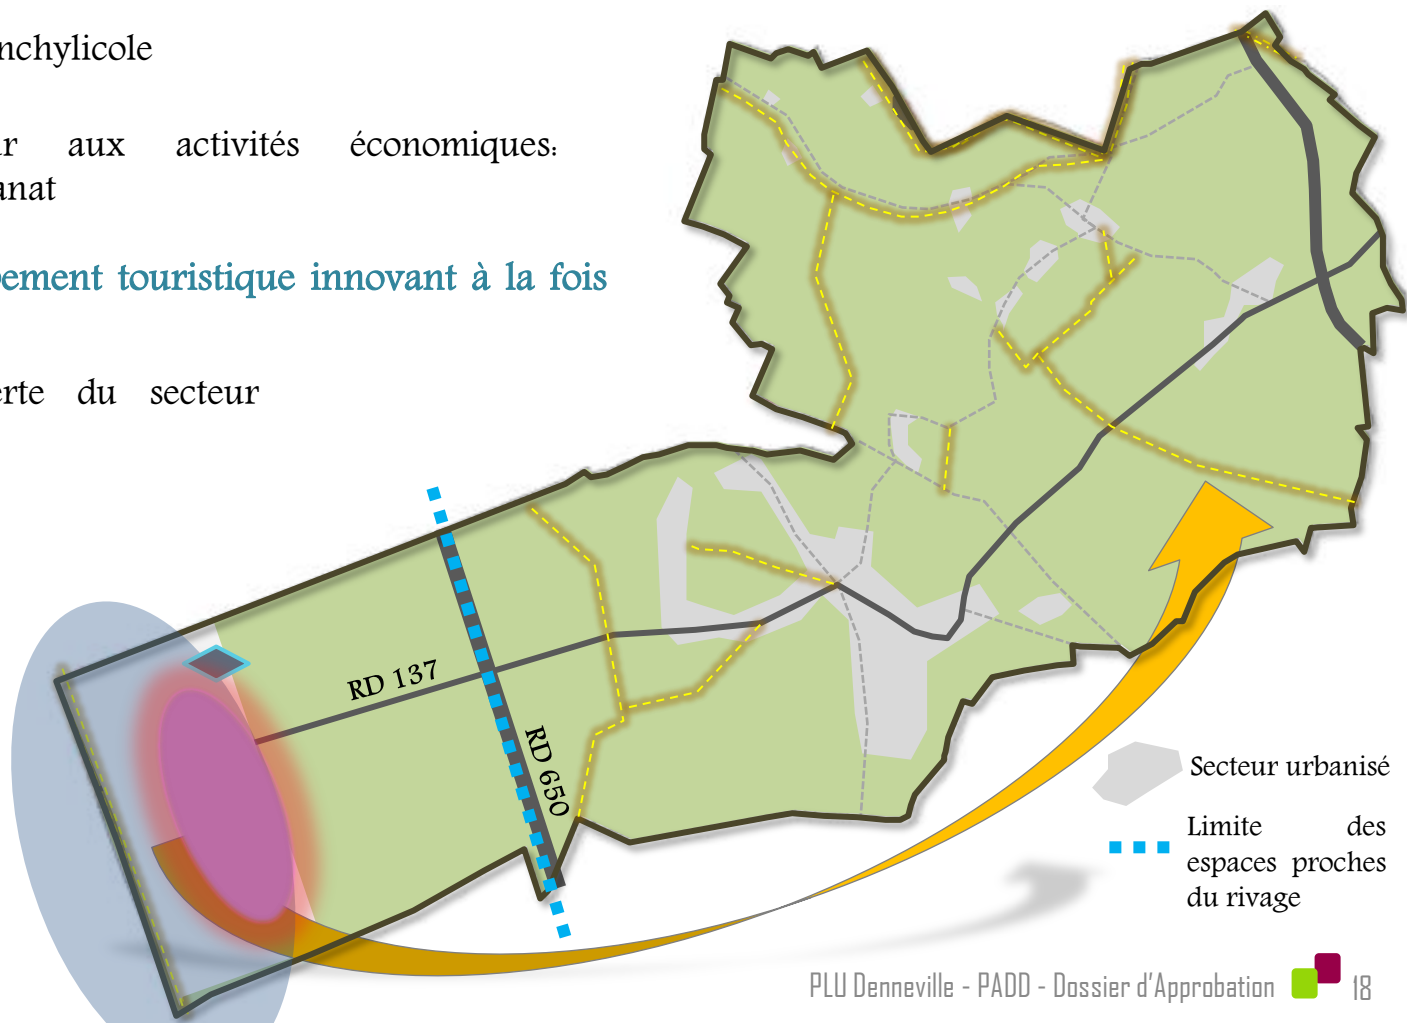 nchylicole
r aux activités économiques:
anat
ement touristique innovant à la fois
rte du secteur
RD 137
RD 650
Secteur urbanisé
Limite des
espaces proches
du rivage
PLU Denneville - PADD - Dossier d'Approbation 18